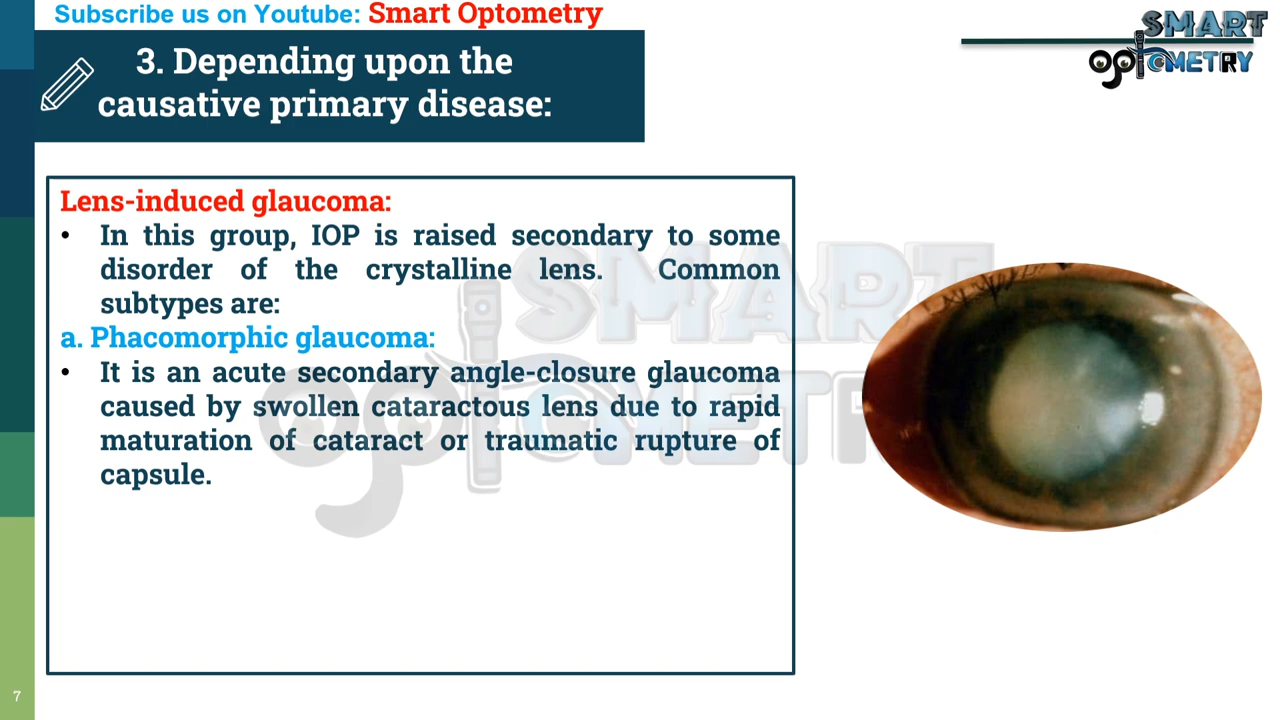 Subscribe us on Youtube: Smart Optometry
SMART
OPTOMETRY
3. Depending upon the
causative primary disease:
Lens-induced glaucoma:
• In this group, IOP is raised secondary to some
disorder of the crystalline lens. Common
subtypes are:
a. Phacomorphic glaucoma:
• It is an acute secondary angle-closure glaucoma
caused by swollen cataractous lens due to rapid
maturation of cataract or traumatic rupture of
capsule.
SMART
OPTOMETR
7